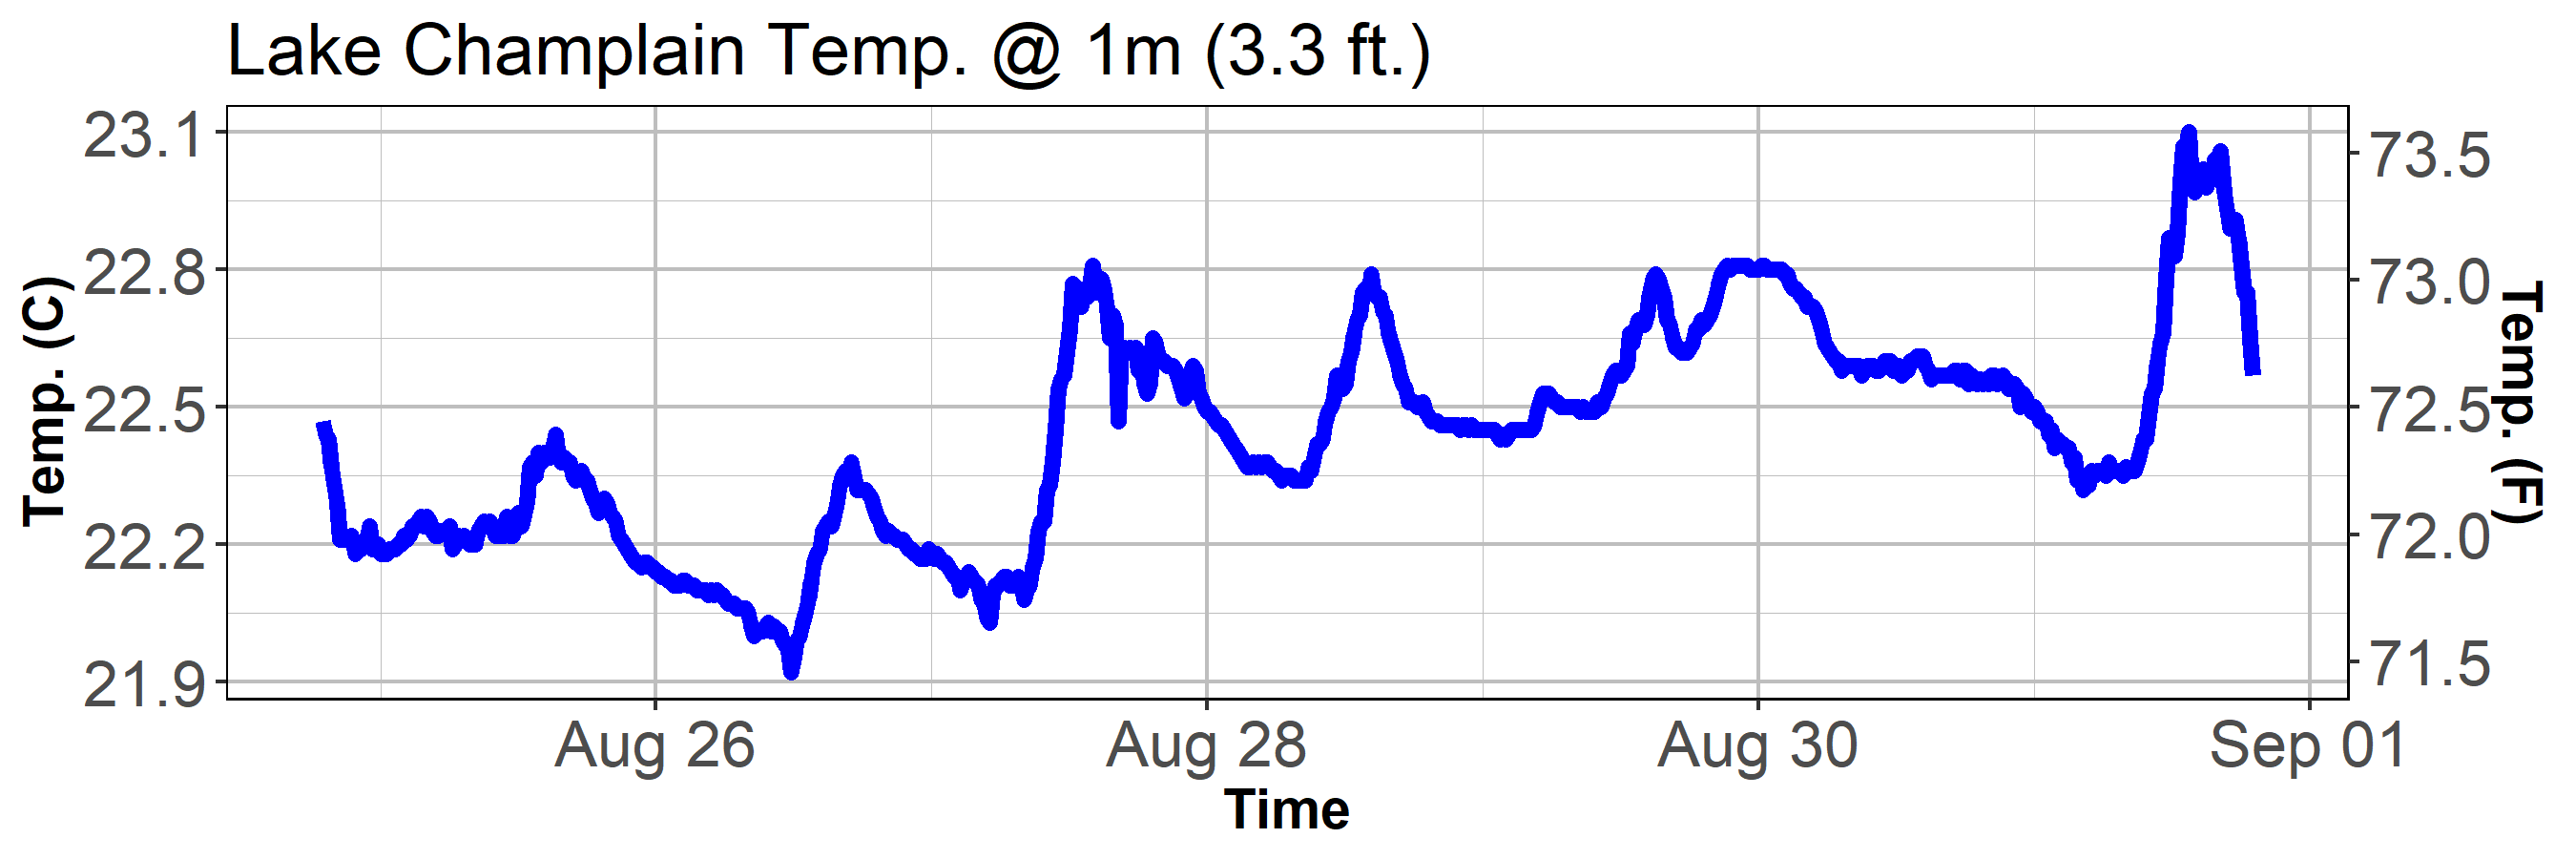 Lake Champlain Temp. @ 1m (3.3 ft.)
Temp. (C)
23.1
22.8
22.5
22.2
21.9
73.5
73.0
72.5
72.0
71.5
Temp. (F)
Aug 26
Aug 28
Aug 30
Sep 01
Time